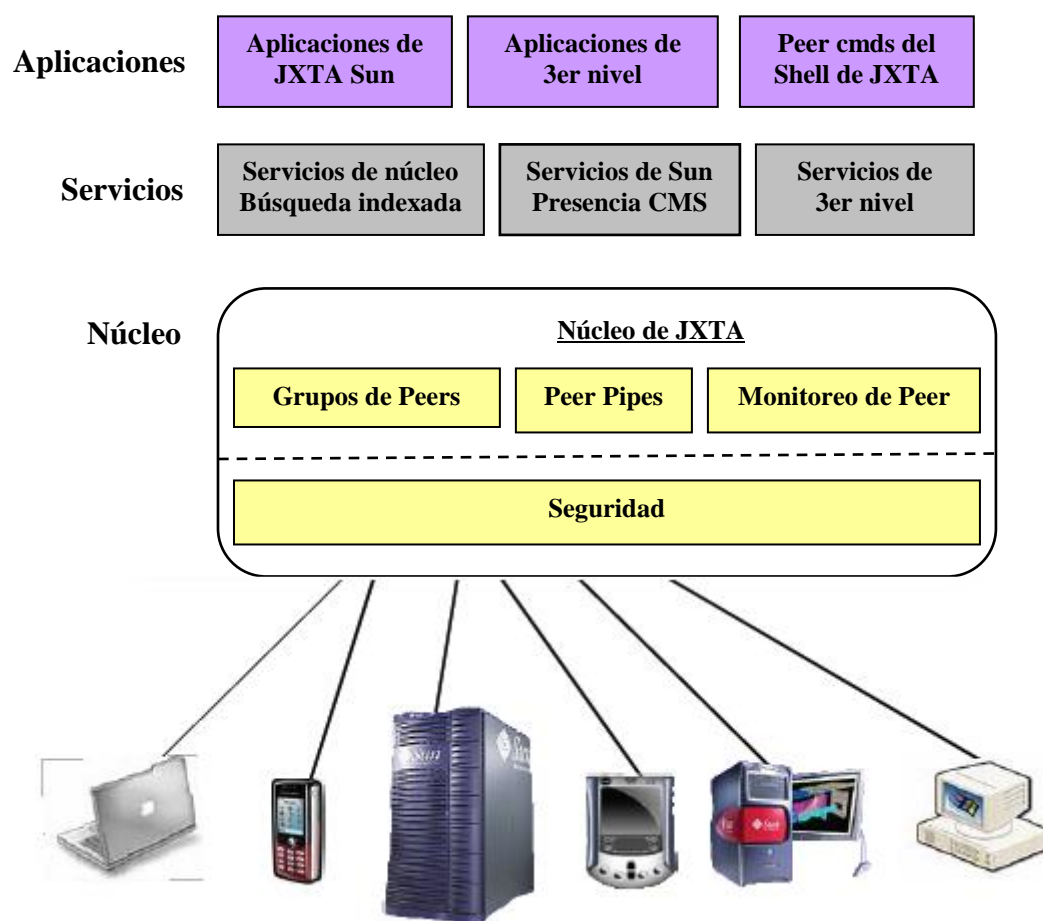 Aplicaciones
Aplicaciones de
JXTA Sun
Aplicaciones de
3er nivel
Peer cmds del
Shell de JXTA
Servicios
Servicios de núcleo
Búsqueda indexada
Servicios de Sun
Presencia CMS
Servicios de
3er nivel
Núcleo
Núcleo de JXTA
Grupos de Peers
Peer Pipes
Monitoreo de Peer
Seguridad
Sun
Sun